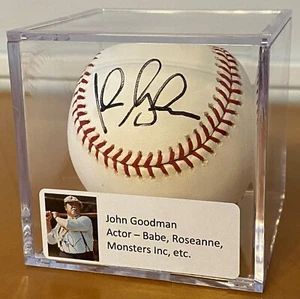 John Goodman
Actor – Babe, Roseanne,
Monsters Inc, etc.